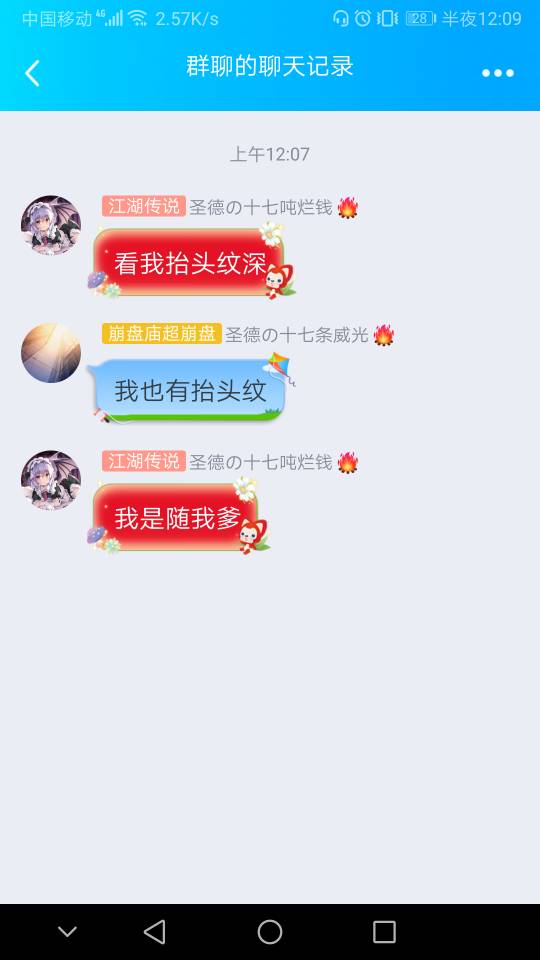 中国移动 4G 2.57K/s 28 半夜12:09
群聊的聊天记录
上午12:07
江湖传说 圣德の十七吨烂钱
看我抬头纹深
崩盘庙超崩盘 圣德の十七条威光
我也有抬头纹
江湖传说 圣德の十七吨烂钱
我是随我爹